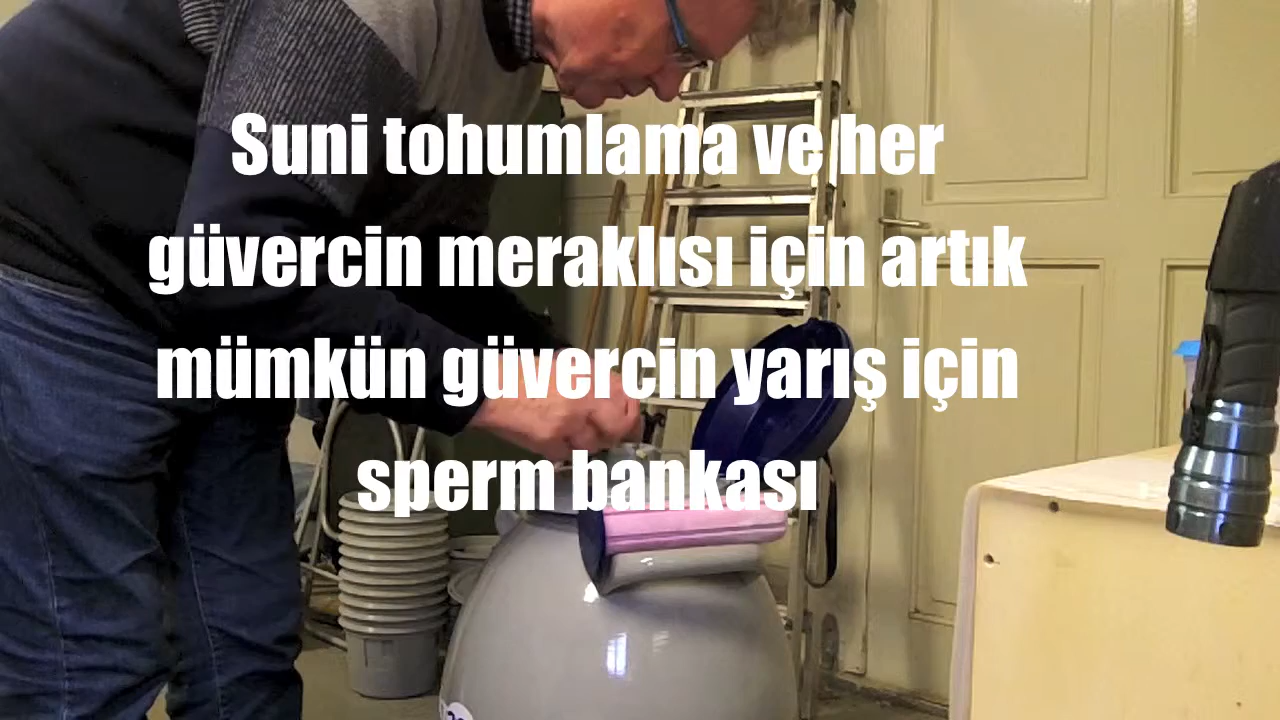 Suni tohumlama ve her
güvercin meraklısı için artık
mümkün güvercin yarış için
sperm bankası